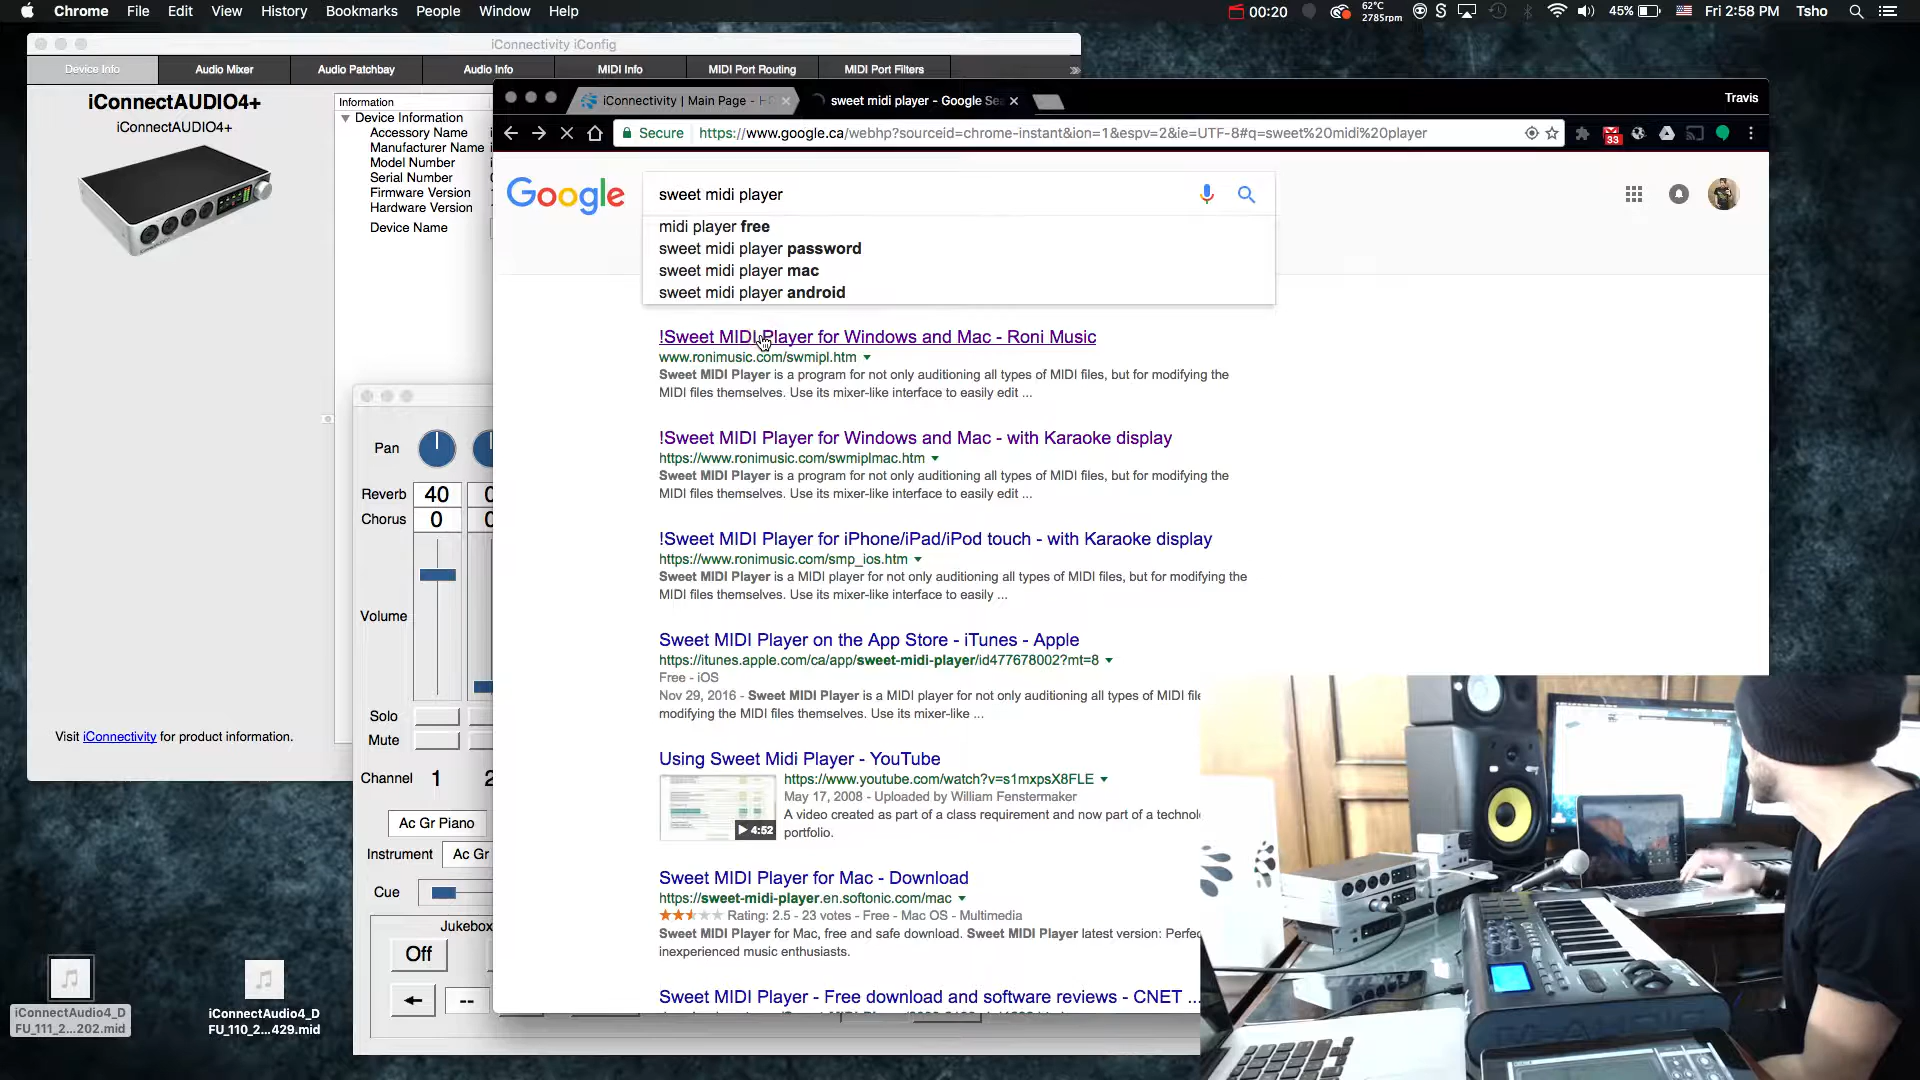 Chrome File Edit View History Bookmarks People Window Help
00:20 62°C 2785rpm 45% Fri 2:58 PM Tsho
iConnectivity iConfig
Device Info Audio Mixer Audio Patchbay Audio Info MIDI Info MIDI Port Routing MIDI Port Filters
iConnectAUDIO4+
iConnectAUDIO4+
Information
Device Information
Accessory Name
Manufacturer Name
Model Number
Serial Number
Firmware Version
Hardware Version
Device Name
Visit iConnectivity for product information.
iConnectivity | Main Page - sweet midi player - Google Se
Travis
Secure https://www.google.ca/webhp?sourceid=chrome-instant&ion=1&espv=2&ie=UTF-8#q=sweet%20midi%20player
33
Google
sweet midi player
midi player free
sweet midi player password
sweet midi player mac
sweet midi player android
!Sweet MIDI Player for Windows and Mac - Roni Music
www.ronimusic.com/swmipl.htm
Sweet MIDI Player is a program for not only auditioning all types of MIDI files, but for modifying the
MIDI files themselves. Use its mixer-like interface to easily edit ...
!Sweet MIDI Player for Windows and Mac - with Karaoke display
https://www.ronimusic.com/swmiplmac.htm
Sweet MIDI Player is a program for not only auditioning all types of MIDI files, but for modifying the
MIDI files themselves. Use its mixer-like interface to easily edit ...
!Sweet MIDI Player for iPhone/iPad/iPod touch - with Karaoke display
https://www.ronimusic.com/smp_ios.htm
Sweet MIDI Player is a MIDI player for not only auditioning all types of MIDI files, but for modifying the
MIDI files themselves. Use its mixer-like interface to easily ...
Sweet MIDI Player on the App Store - iTunes - Apple
https://itunes.apple.com/ca/app/sweet-midi-player/id477678002?mt=8
Free - iOS
Nov 29, 2016 - Sweet MIDI Player is a MIDI player for not only auditioning all types of MIDI file
modifying the MIDI files themselves. Use its mixer-like ...
Using Sweet Midi Player - YouTube
https://www.youtube.com/watch?v=s1mxpsX8FLE
May 17, 2008 - Uploaded by William Fenstermaker
A video created as part of a class requirement and now part of a technol
portfolio.
4:52
Sweet MIDI Player for Mac - Download
https://sweet-midi-player.en.softonic.com/mac
Rating: 2.5 - 23 votes - Free - Mac OS - Multimedia
Sweet MIDI Player for Mac, free and safe download. Sweet MIDI Player latest version: Perfec
inexperienced music enthusiasts.
Sweet MIDI Player - Free download and software reviews - CNET ...
Pan
Reverb 40 0
Chorus 0 0
Volume
Solo
Mute
Channel 1 2
Ac Gr Piano
Instrument Ac Gr
Cue
Jukebox
Off
--
iConnectAudio4_D
FU_111_2...202.mid
iConnectAudio4_D
FU_110_2...429.mid